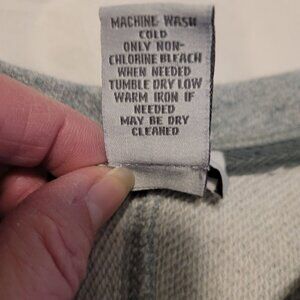 MACHINE WASH
COLD
ONLY NON-
CHLORINE BLEACH
WHEN NEEDED
TUMBLE DRY LOW
WARM IRON IF
NEEDED
MAY BE DRY
CLEANED